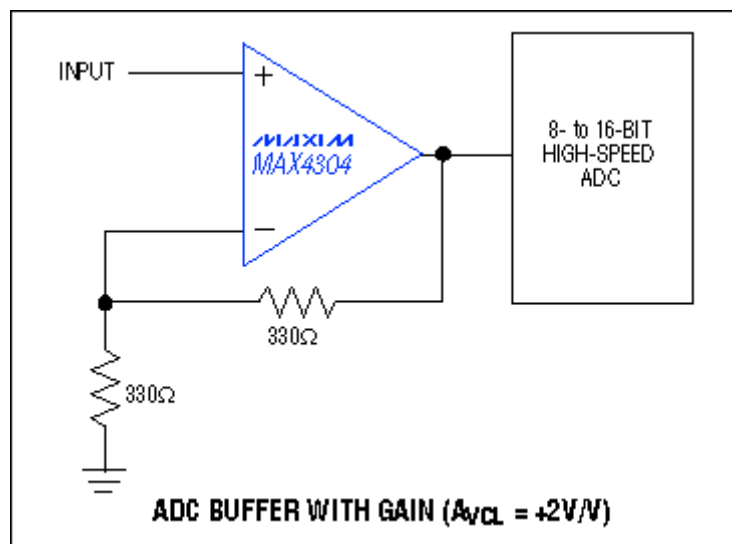 INPUT
+
MAXIM
MAX4304
−
8- to 16-BIT
HIGH-SPEED
ADC
330Ω
330Ω
ADC BUFFER WITH GAIN (AVCL = +2V/V)